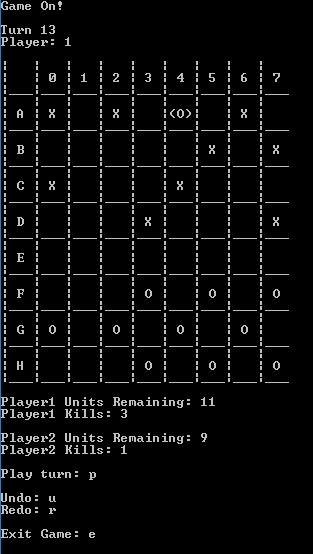 Game On!
Turn 13
Player: 1
0 1 2 3 4 5 6 7
A X X (O) X
B X X
C X X
D X X
E
F O O O
G O O O O
H O O O
Player1 Units Remaining: 11
Player1 Kills: 3
Player2 Units Remaining: 9
Player2 Kills: 1
Play turn: p
Undo: u
Redo: r
Exit Game: e